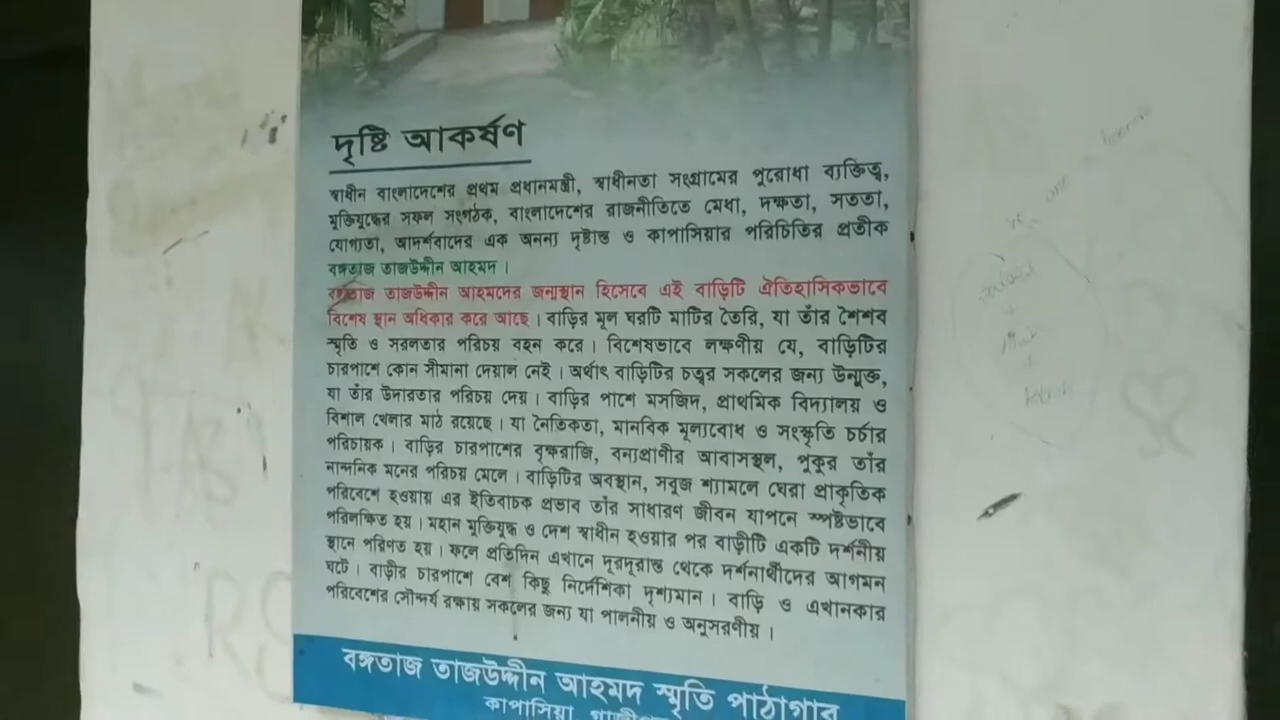 দৃষ্টি আকর্ষণ
স্বাধীন বাংলাদেশের প্রথম প্রধানমন্ত্রী, স্বাধীনতা সংগ্রামের পুরোধা ব্যক্তিত্ব,
মুক্তিযুদ্ধের সফল সংগঠক, বাংলাদেশের রাজনীতিতে মেধা, দক্ষতা, সততা,
যোগ্যতা, আদর্শবাদের এক অনন্য দৃষ্টান্ত ও কাপাসিয়ার পরিচিতির প্রতীক
বঙ্গতাজ তাজউদ্দীন আহমদ।
বঙ্গতাজ তাজউদ্দীন আহমদের জন্মস্থান হিসেবে এই বাড়িটি ঐতিহাসিকভাবে
বিশেষ স্থান অধিকার করে আছে। বাড়ির মূল ঘরটি মাটির তৈরি, যা তাঁর শৈশব
স্মৃতি ও সরলতার পরিচয় বহন করে। বিশেষভাবে লক্ষণীয় যে, বাড়িটির
চারপাশে কোন সীমানা দেয়াল নেই। অর্থাৎ বাড়িটির চত্বর সকলের জন্য উন্মুক্ত,
যা তাঁর উদারতার পরিচয় দেয়। বাড়ির পাশে মসজিদ, প্রাথমিক বিদ্যালয় ও
বিশাল খেলার মাঠ রয়েছে। যা নৈতিকতা, মানবিক মূল্যবোধ ও সংস্কৃতি চর্চার
পরিচায়ক। বাড়ির চারপাশের বৃক্ষরাজি, বন্যপ্রাণীর আবাসস্থল, পুকুর তাঁর
নান্দনিক মনের পরিচয় মেলে। বাড়িটির অবস্থান, সবুজ শ্যামলে ঘেরা প্রাকৃতিক
পরিবেশে হওয়ায় এর ইতিবাচক প্রভাব তাঁর সাধারণ জীবন যাপনে স্পষ্টভাবে
পরিলক্ষিত হয়। মহান মুক্তিযুদ্ধ ও দেশ স্বাধীন হওয়ার পর বাড়ীটি একটি দর্শনীয়
স্থানে পরিণত হয়। ফলে প্রতিদিন এখানে দূরদূরান্ত থেকে দর্শনার্থীদের আগমন
ঘটে। বাড়ীর চারপাশে বেশ কিছু নির্দেশিকা দৃশ্যমান। বাড়ি ও এখানকার
পরিবেশের সৌন্দর্য রক্ষায় সকলের জন্য যা পালনীয় ও অনুসরণীয়।
বঙ্গতাজ তাজউদ্দীন আহমদ স্মৃতি পাঠাগার
কাপাসিয়া,